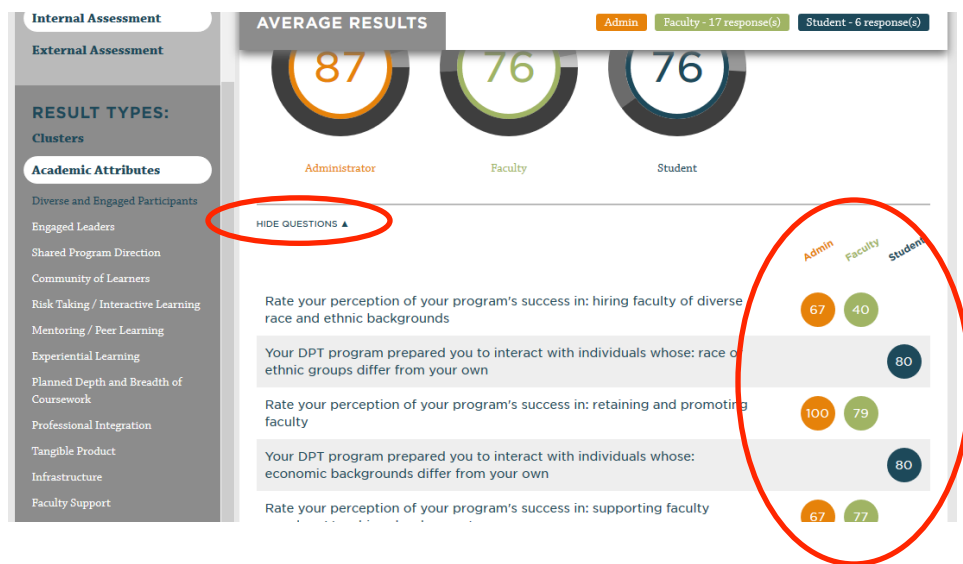 Internal Assessment
External Assessment
RESULT TYPES:
Clusters
Academic Attributes
Diverse and Engaged Participants
Engaged Leaders
Shared Program Direction
Community of Learners
Risk Taking / Interactive Learning
Mentoring / Peer Learning
Experiential Learning
Planned Depth and Breadth of
Coursework
Professional Integration
Tangible Product
Infrastructure
Faculty Support
AVERAGE RESULTS
Admin
Faculty - 17 response(s)
Student - 6 response(s)
87
76
76
Administrator
Faculty
Student
HIDE QUESTIONS ▲
Admin
Faculty
Student
Rate your perception of your program's success in: hiring faculty of diverse
race and ethnic backgrounds
67
40
Your DPT program prepared you to interact with individuals whose: race o
ethnic groups differ from your own
80
Rate your perception of your program's success in: retaining and promoting
faculty
100
79
Your DPT program prepared you to interact with individuals whose:
economic backgrounds differ from your own
80
Rate your perception of your program's success in: supporting faculty
67
77